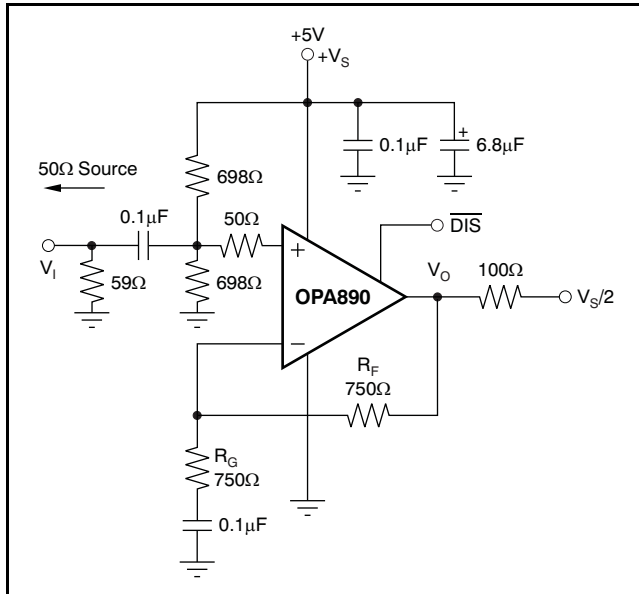 +5V
+V_S
50Ω Source
698Ω
0.1µF
6.8µF
+
0.1µF
50Ω
DIS
V_I
59Ω
698Ω
+
OPA890
−
V_O
100Ω
V_S/2
R_F
750Ω
R_G
750Ω
0.1µF